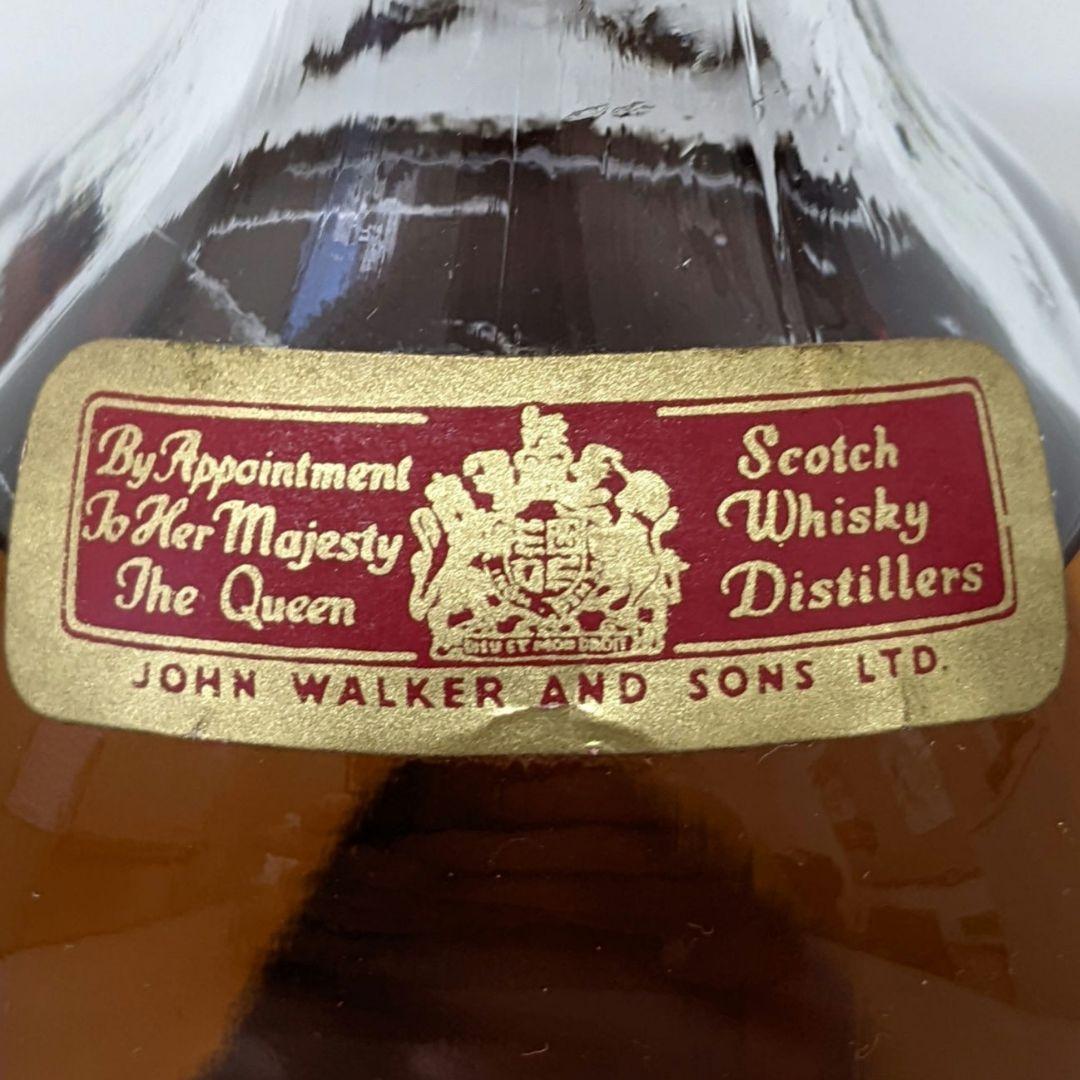 By Appointment
To Her Majesty
The Queen
Scotch
Whisky
Distillers
DIEU ET MON DROIT
JOHN WALKER AND SONS LTD.